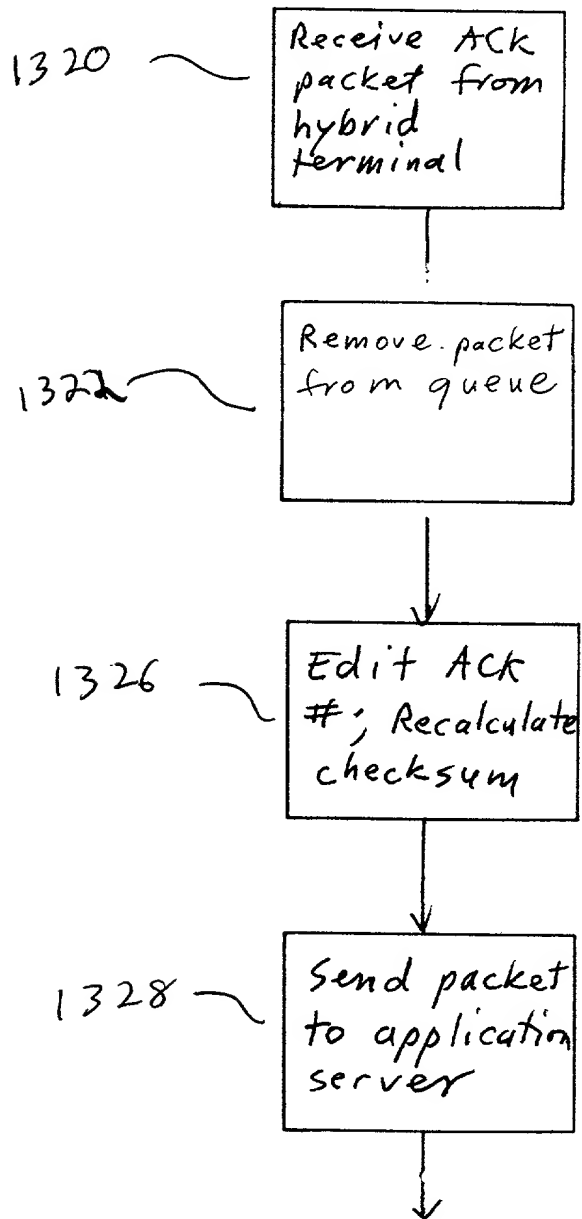 1320
Receive ACK
packet from
hybrid
terminal
1322
Remove packet
from queue
1326
Edit ACK
#; Recalculate
checksum
1328
Send packet
to application
server